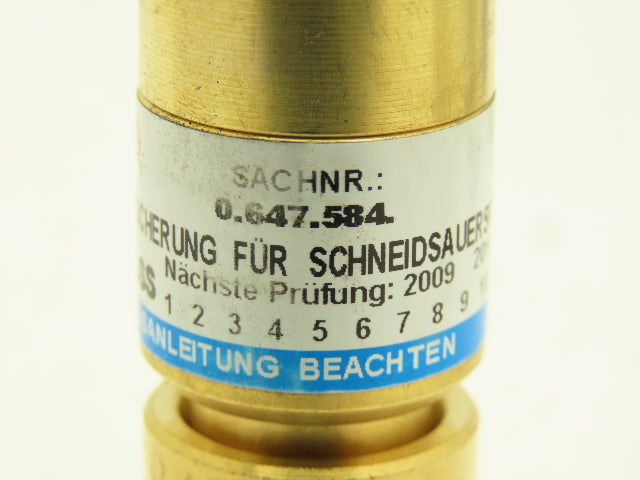 SACHNR.:
0.647.584.
CHERUNG FÜR SCHNEIDSAUERS
Nächste Prüfung: 2009
1 2 3 4 5 6 7 8 9
ANLEITUNG BEACHTEN